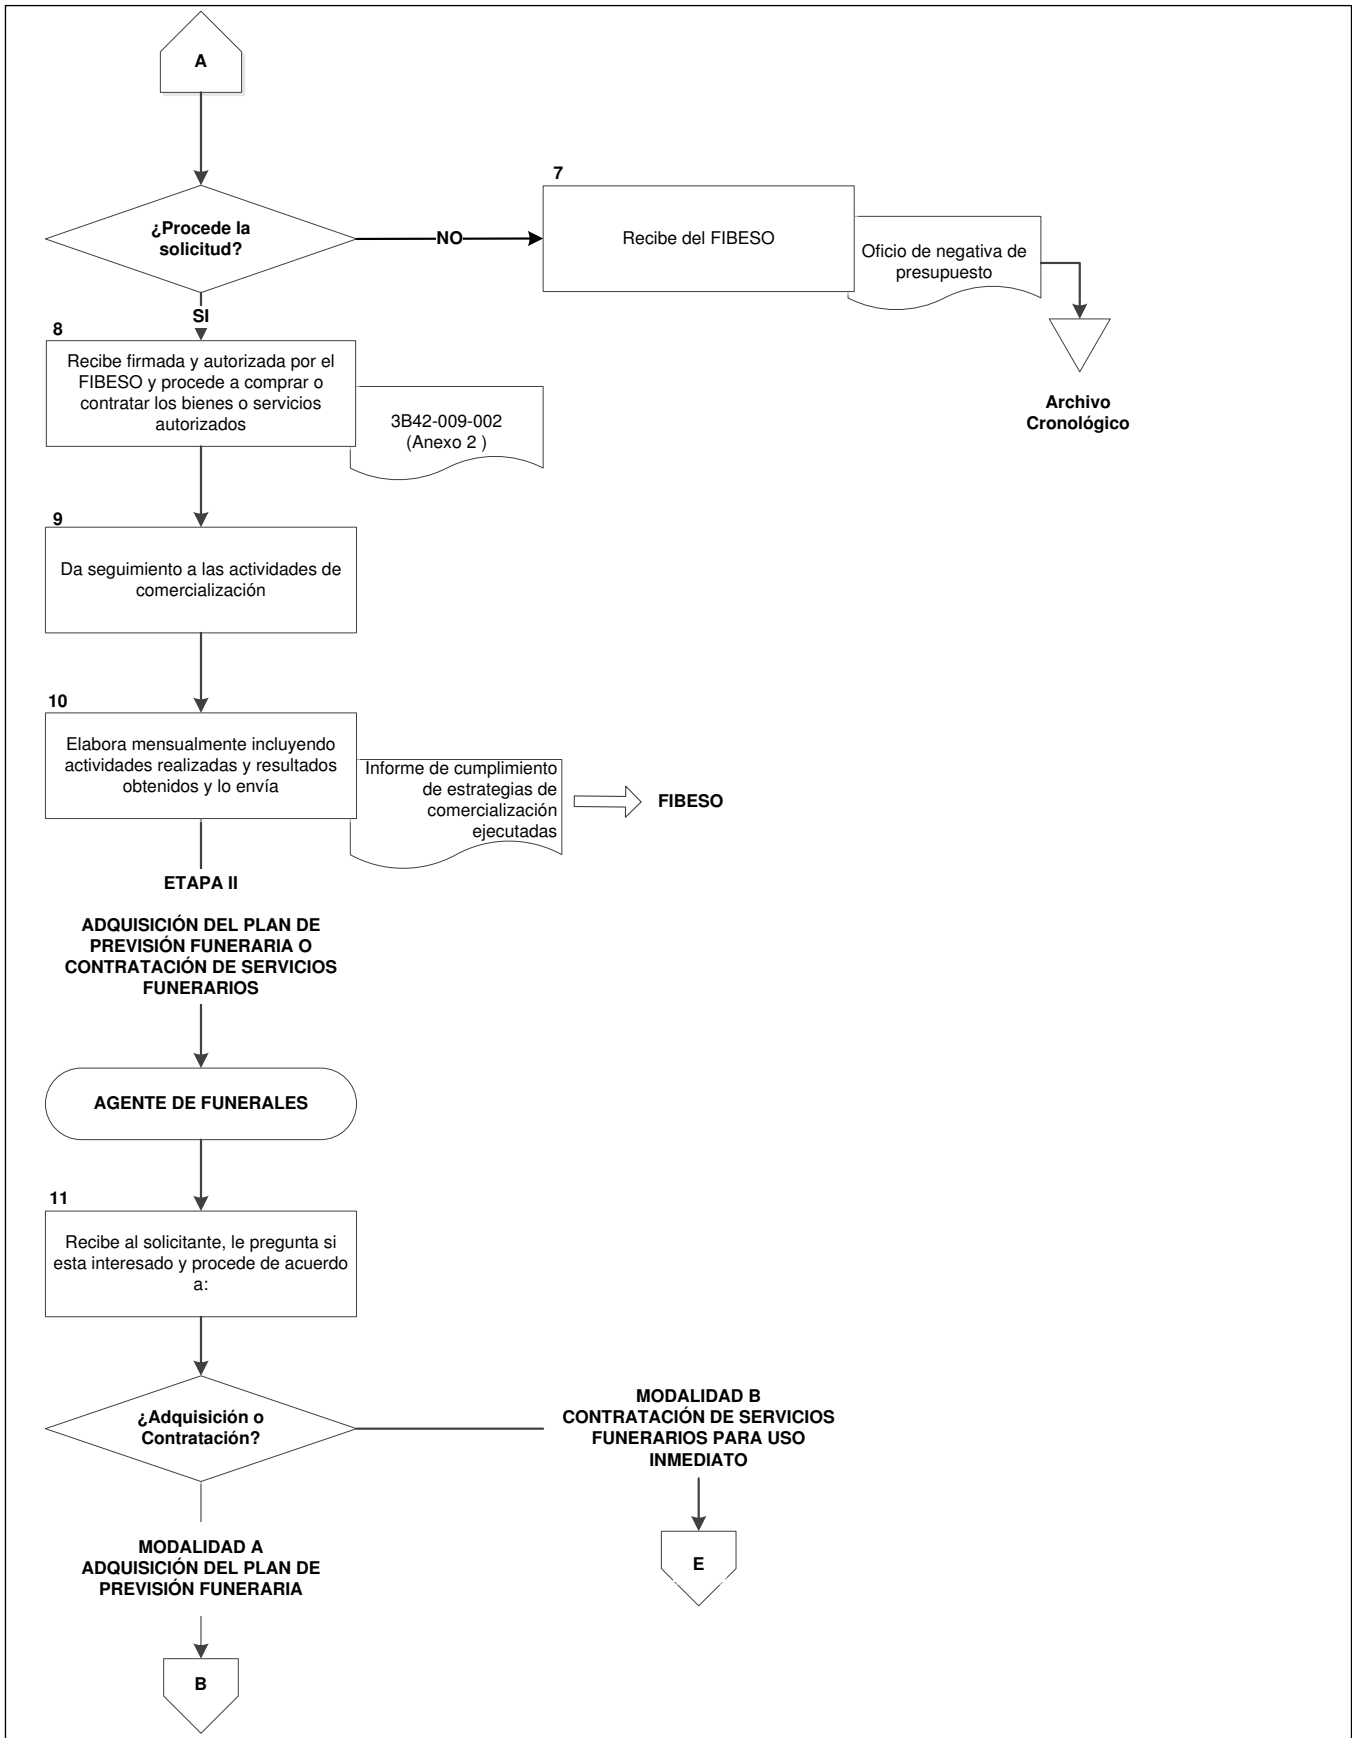 A
¿Procede la
solicitud?
NO
7
Recibe del FIBESO
Oficio de negativa de
presupuesto
Archivo
Cronológico
SI
8
Recibe firmada y autorizada por el
FIBESO y procede a comprar o
contratar los bienes o servicios
autorizados
3B42-009-002
(Anexo 2 )
9
Da seguimiento a las actividades de
comercialización
10
Elabora mensualmente incluyendo
actividades realizadas y resultados
obtenidos y lo envía
Informe de cumplimiento
de estrategias de
comercialización
ejecutadas
FIBESO
ETAPA II
ADQUISICIÓN DEL PLAN DE
PREVISIÓN FUNERARIA O
CONTRATACIÓN DE SERVICIOS
FUNERARIOS
AGENTE DE FUNERALES
11
Recibe al solicitante, le pregunta si
esta interesado y procede de acuerdo
a:
¿Adquisición o
Contratación?
MODALIDAD B
CONTRATACIÓN DE SERVICIOS
FUNERARIOS PARA USO
INMEDIATO
E
MODALIDAD A
ADQUISICIÓN DEL PLAN DE
PREVISIÓN FUNERARIA
B